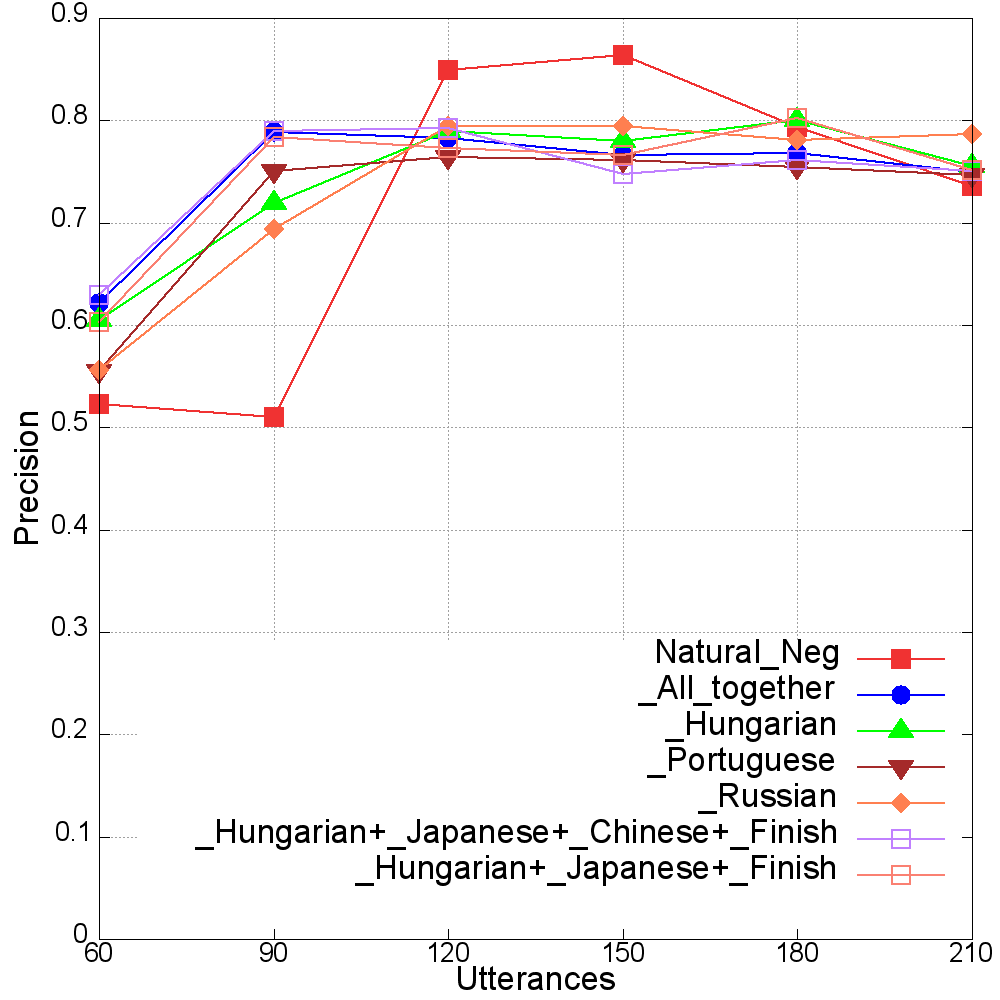 0.9
0.8
0.7
0.6
0.5
0.4
0.3
0.2
0.1
0
Precision
Natural_Neg
_All_together
_Hungarian
_Portuguese
_Russian
_Hungarian+_Japanese+_Chinese+_Finish
_Hungarian+_Japanese+_Finish
60 90 120 150 180 210
Utterances